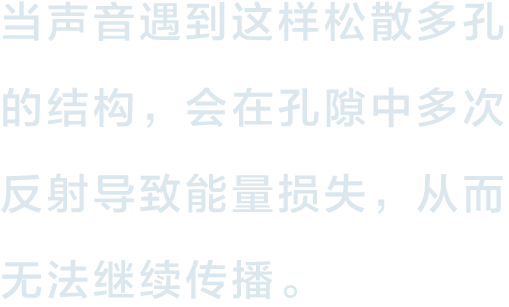 当声音遇到这样松散多孔
的结构，会在孔隙中多次
反射导致能量损失，从而
无法继续传播。